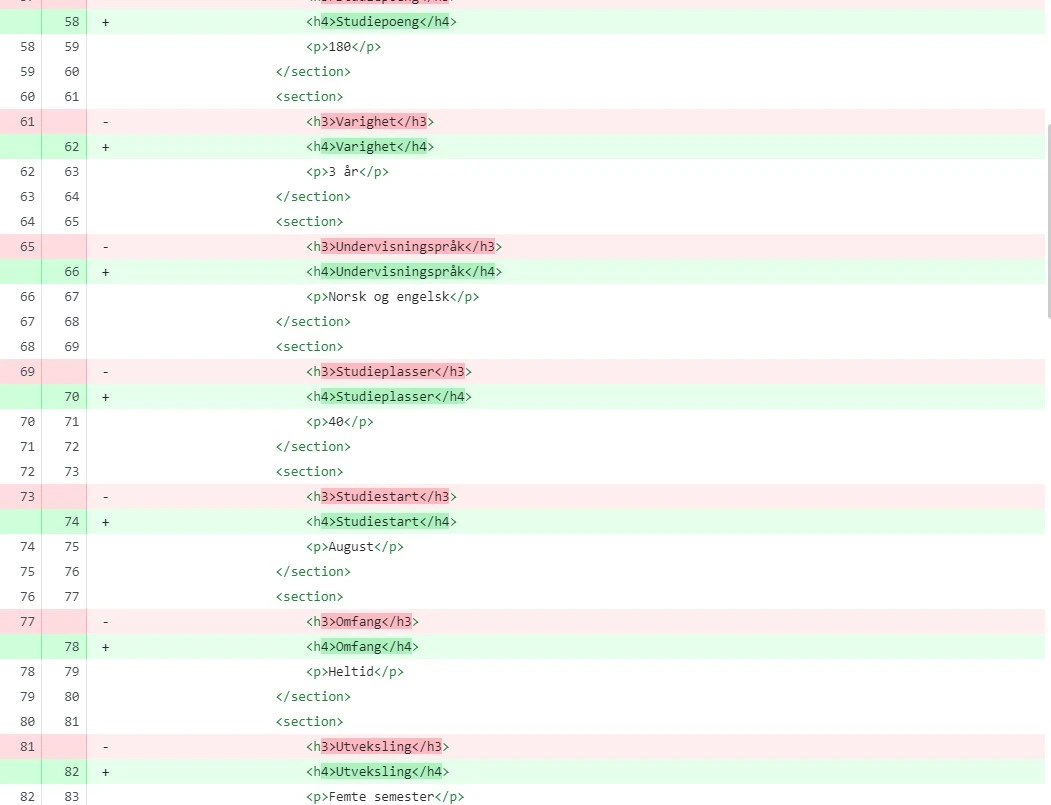 58 + <h4>Studiepoeng</h4>
58 59 <p>180</p>
59 60 </section>
60 61 <section>
61 - <h3>Varighet</h3>
62 + <h4>Varighet</h4>
62 63 <p>3 år</p>
63 64 </section>
64 65 <section>
65 - <h3>Undervisningspråk</h3>
66 + <h4>Undervisningspråk</h4>
66 67 <p>Norsk og engelsk</p>
67 68 </section>
68 69 <section>
69 - <h3>Studieplasser</h3>
70 + <h4>Studieplasser</h4>
70 71 <p>40</p>
71 72 </section>
72 73 <section>
73 - <h3>Studiestart</h3>
74 + <h4>Studiestart</h4>
74 75 <p>August</p>
75 76 </section>
76 77 <section>
77 - <h3>Omfang</h3>
78 + <h4>Omfang</h4>
78 79 <p>Heltid</p>
79 80 </section>
80 81 <section>
81 - <h3>Utveksling</h3>
82 + <h4>Utveksling</h4>
82 83 <p>Femte semester</p>